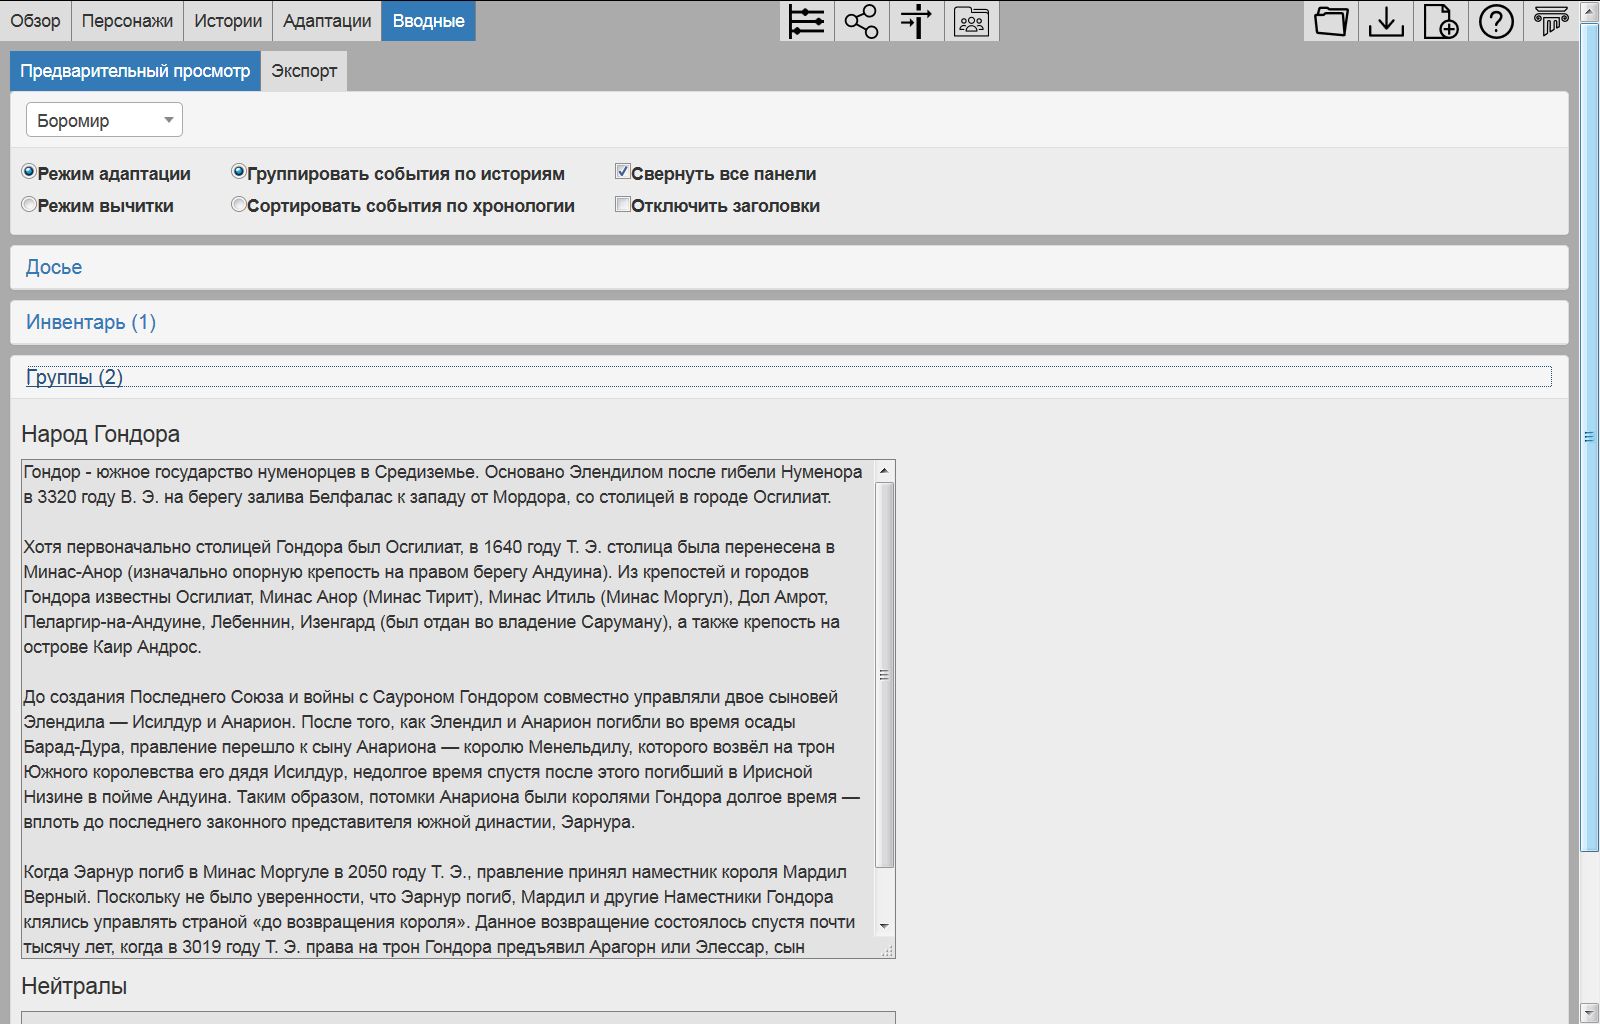 Обзор Персонажи Истории Адаптации Вводные
Предварительный просмотр Экспорт
Боромир
Режим адаптации Группировать события по историям Свернуть все панели
Режим вычитки Сортировать события по хронологии Отключить заголовки
Досье
Инвентарь (1)
Группы (2)
Народ Гондора
Гондор - южное государство нуменорцев в Средиземье. Основано Элендилом после гибели Нуменора
в 3320 году В. Э. на берегу залива Белфалас к западу от Мордора, со столицей в городе Осгилиат.
Хотя первоначально столицей Гондора был Осгилиат, в 1640 году Т. Э. столица была перенесена в
Минас-Анор (изначально опорную крепость на правом берегу Андуина). Из крепостей и городов
Гондора известны Осгилиат, Минас Анор (Минас Тирит), Минас Итиль (Минас Моргул), Дол Амрот,
Пеларгир-на-Андуине, Лебеннин, Изенгард (был отдан во владение Саруману), а также крепость на
острове Каир Андрос.
До создания Последнего Союза и войны с Сауроном Гондором совместно управляли двое сыновей
Элендила — Исилдур и Анарион. После того, как Элендил и Анарион погибли во время осады
Барад-Дура, правление перешло к сыну Анариона — королю Менельдилу, которого возвёл на трон
Южного королевства его дядя Исилдур, недолгое время спустя после этого погибший в Ирисной
Низине в пойме Андуина. Таким образом, потомки Анариона были королями Гондора долгое время —
вплоть до последнего законного представителя южной династии, Эарнура.
Когда Эарнур погиб в Минас Моргуле в 2050 году Т. Э., правление принял наместник короля Мардил
Верный. Поскольку не было уверенности, что Эарнур погиб, Мардил и другие Наместники Гондора
клялись управлять страной «до возвращения короля». Данное возвращение состоялось спустя почти
тысячу лет, когда в 3019 году Т. Э. права на трон Гондора предъявил Арагорн или Элессар, сын
Нейтралы